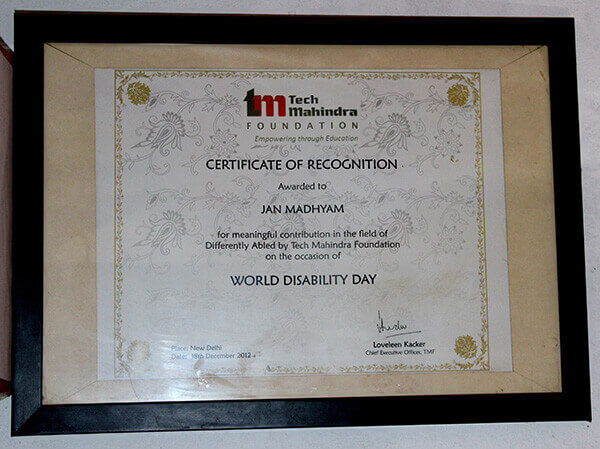 tm Tech
Mahindra
FOUNDATION
Empowering through Education
CERTIFICATE OF RECOGNITION
Awarded to
JAN MADHYAM
for meaningful contribution in the field of
Differently Abled by Tech Mahindra Foundation
on the occasion of
WORLD DISABILITY DAY
Loveleen Kacker
Chief Executive Officer, TMF
Place: New Delhi
Date: 18th December 2012